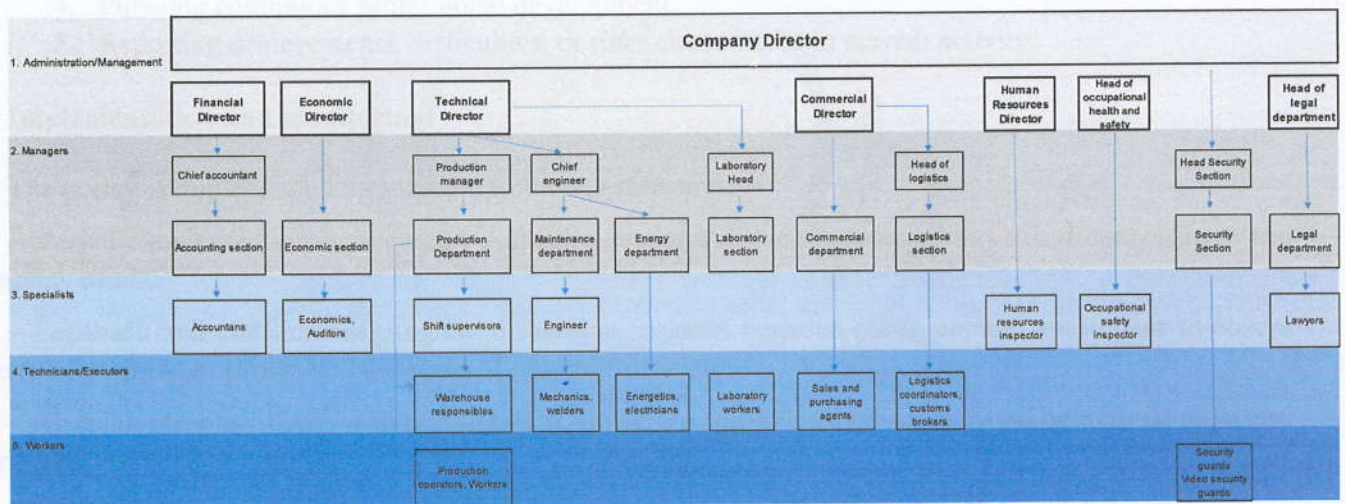 Company Director
1. Administration/Management
Financial
Director
Economic
Director
Technical
Director
Commercial
Director
Human
Resources
Director
Head of
occupational
health and
safety
Head of
legal
department
2. Managers
Chief accountant
Production
manager
Chief
engineer
Laboratory
Head
Head of
logistics
Head Security
Section
Accounting section
Economic section
Production
Department
Maintenance
department
Energy
department
Laboratory
section
Commercial
department
Logistics
section
Security
Section
Legal
department
3. Specialists
Accountans
Economics,
Auditors
Shift supervisors
Engineer
Human
resources
inspector
Occupational
safety
inspector
Lawyers
4. Technicians/Executors
Warehouse
responsibles
Mechanics,
welders
Energetics,
electricians
Laboratory
workers
Sales and
purchasing
agents
Logistics
coordinators,
customs
brokers
5. Workers
Production
operators, Workers
Security
guards
Video security
guards